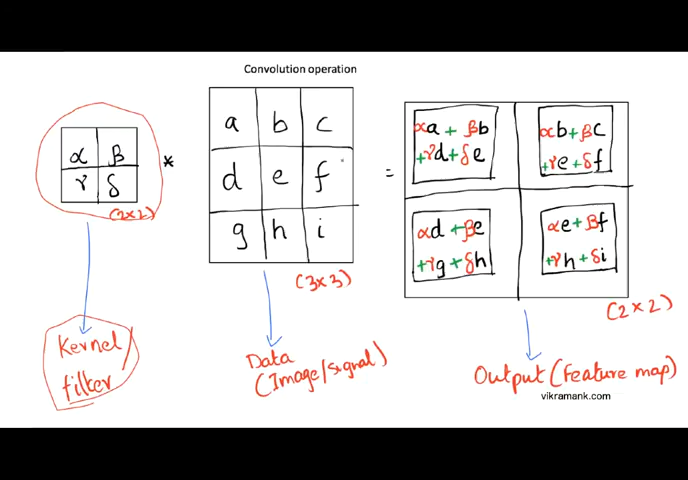 Convolution operation
α β
γ δ
(2x2)
*
a b c
d e f
g h i
(3x3)
=
αa + βb
+γd+δe
αb+βc
+γe+δf
αd+βe
+γg+δh
αe+βf
+γh+δi
(2x2)
Kernel/
filter
Data
(Image/signal)
Output(feature map)
vikramank.com